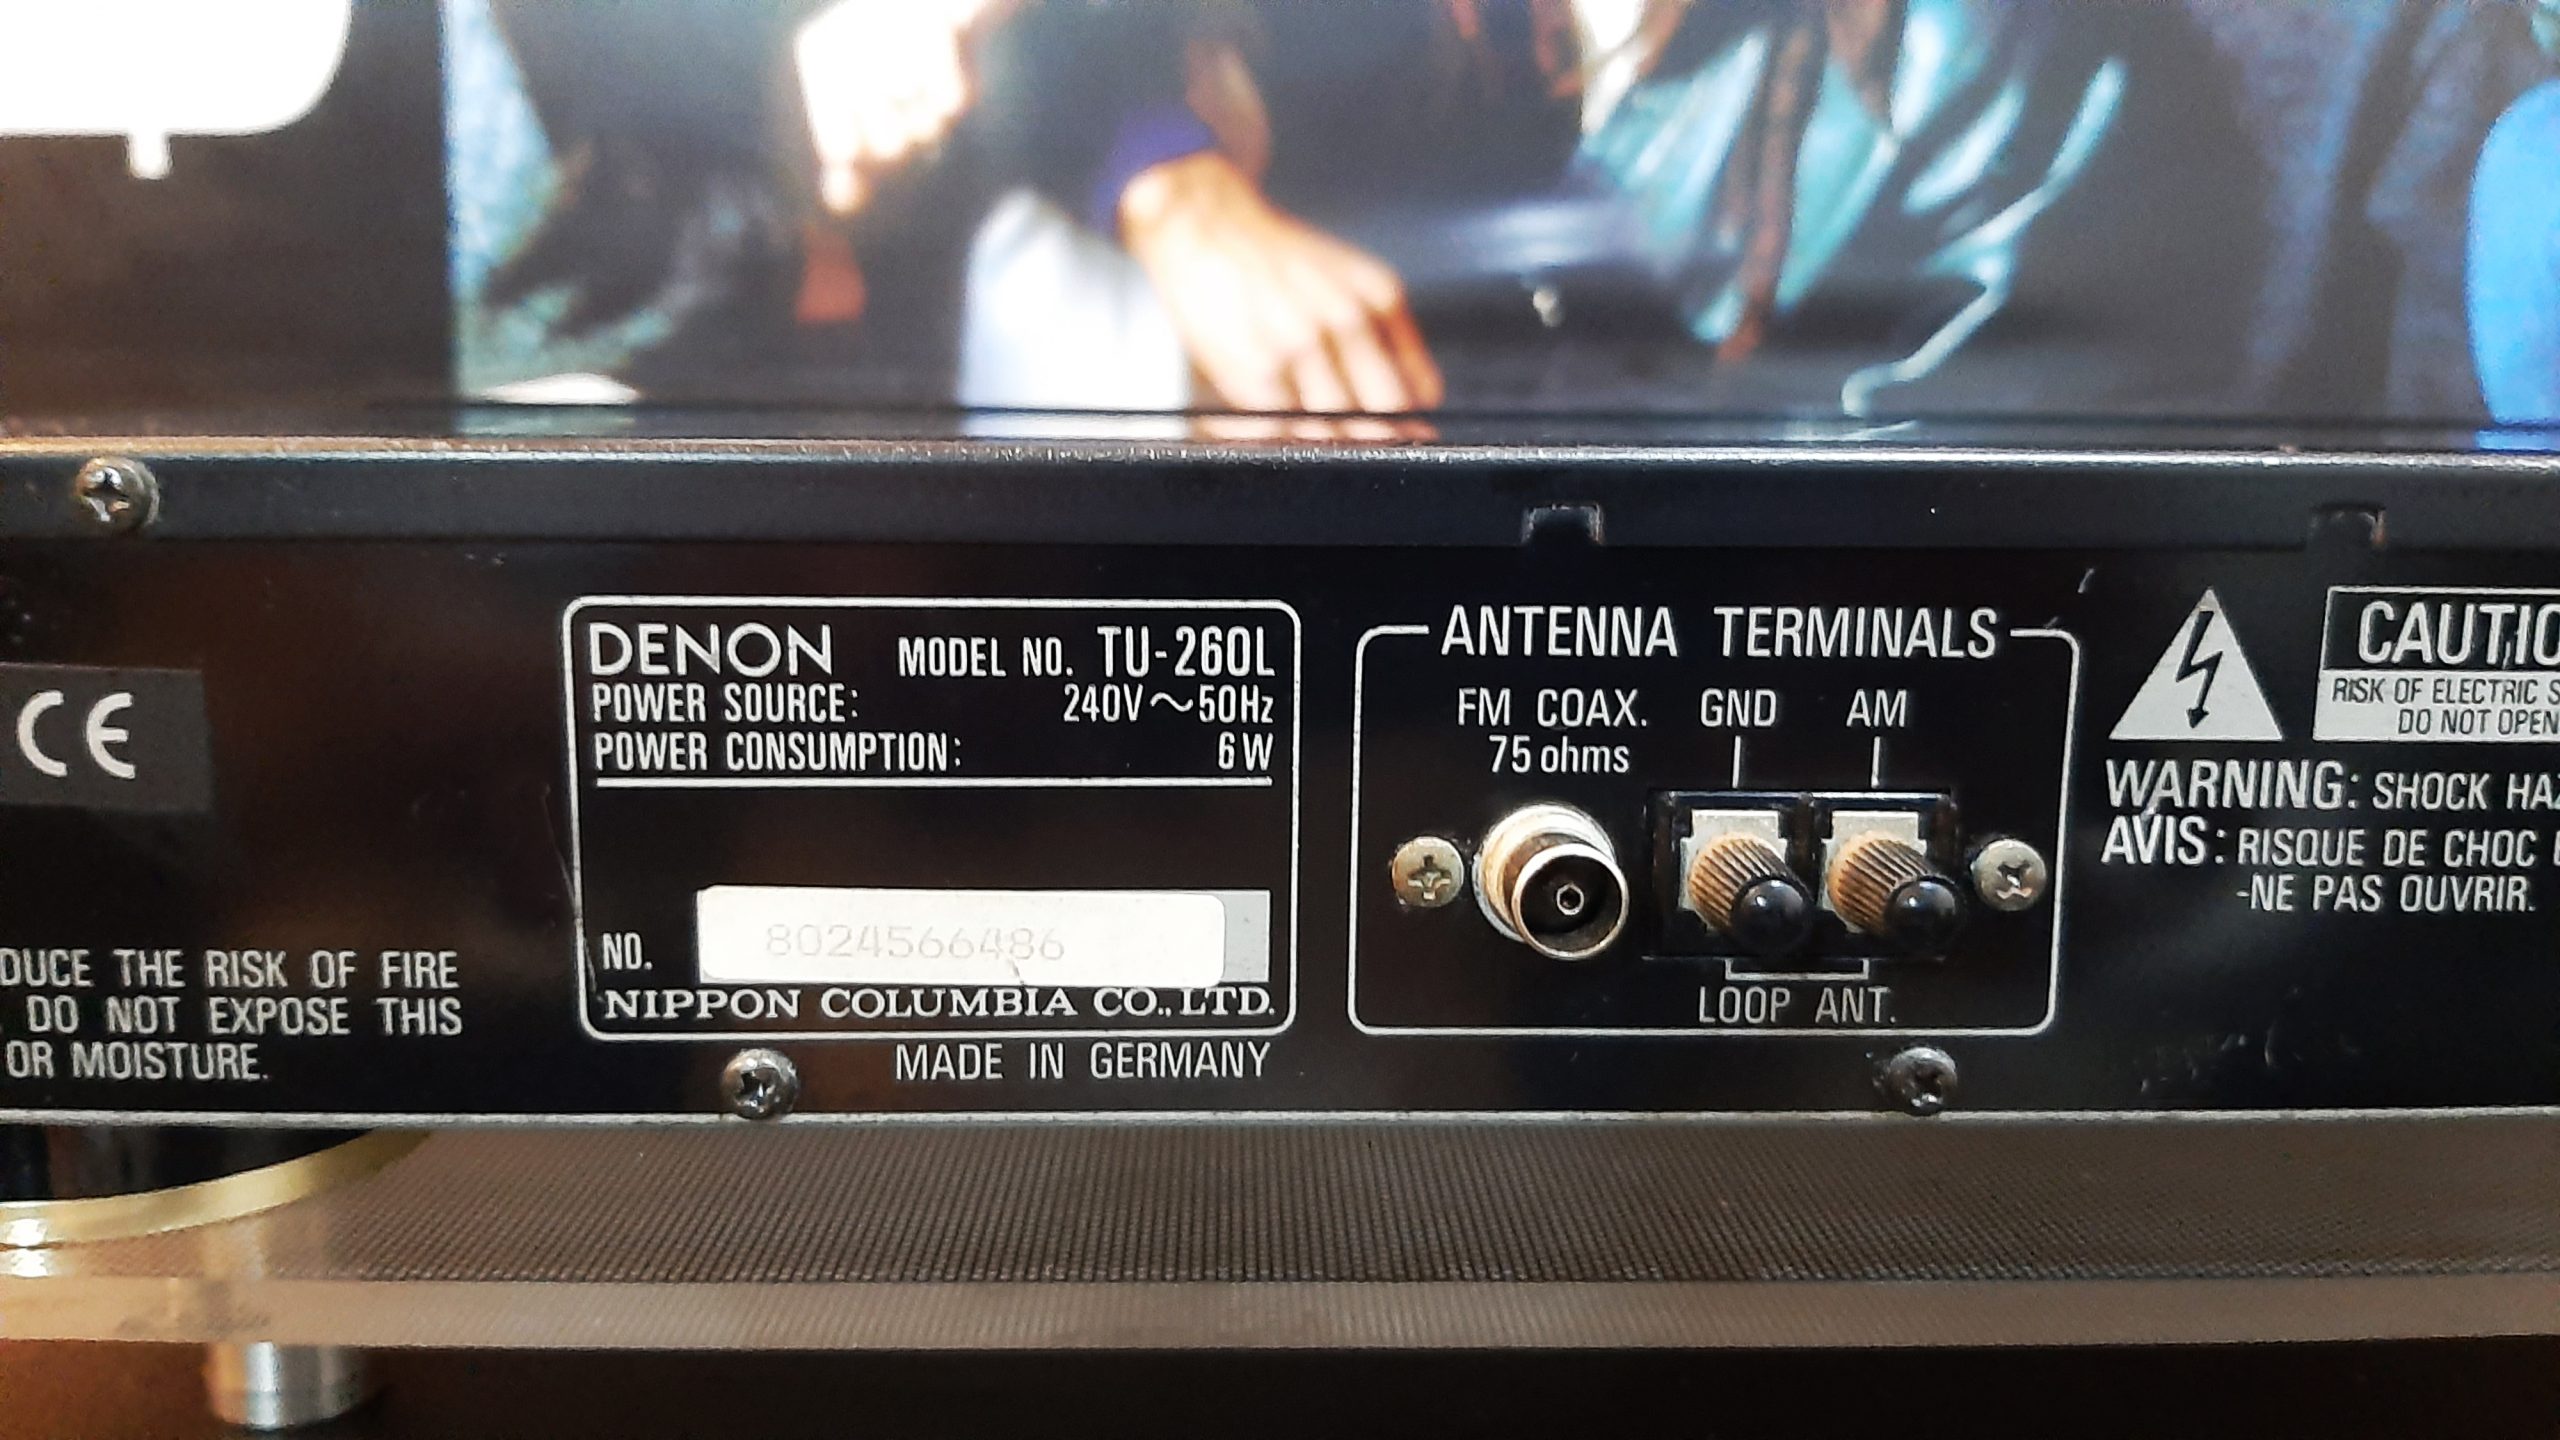 CE
DUCE THE RISK OF FIRE
DO NOT EXPOSE THIS
OR MOISTURE.
DENON MODEL NO. TU-260L
POWER SOURCE: 240V~50Hz
POWER CONSUMPTION: 6W
NO. 8024566486
NIPPON COLUMBIA CO., LTD.
MADE IN GERMANY
ANTENNA TERMINALS
FM COAX. GND AM
75 ohms
LOOP ANT.
CAUTIO
RISK OF ELECTRIC S
DO NOT OPEN
WARNING: SHOCK HAZ
AVIS: RISQUE DE CHOC E
-NE PAS OUVRIR.